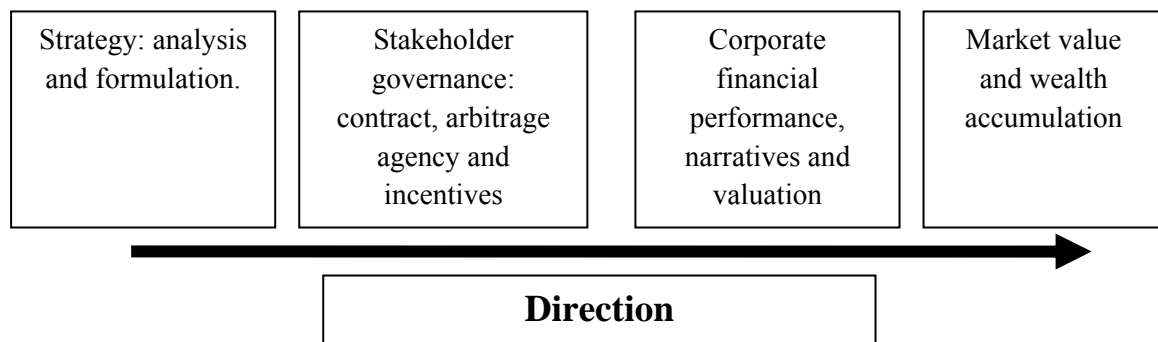 Strategy: analysis
and formulation.
Stakeholder
governance:
contract, arbitrage
agency and
incentives
Corporate
financial
performance,
narratives and
valuation
Market value
and wealth
accumulation
Direction